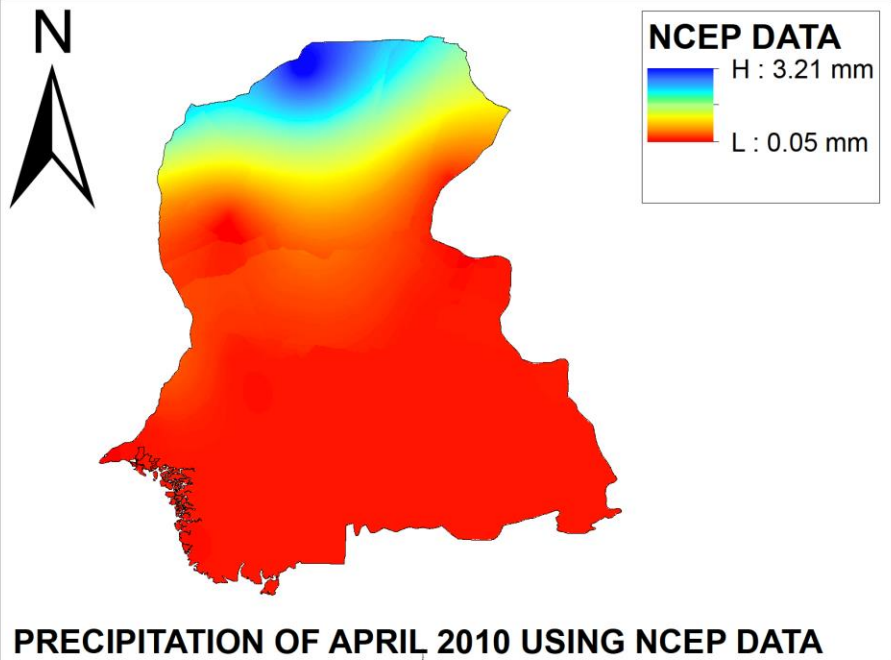 N
NCEP DATA
H : 3.21 mm
L : 0.05 mm
PRECIPITATION OF APRIL 2010 USING NCEP DATA